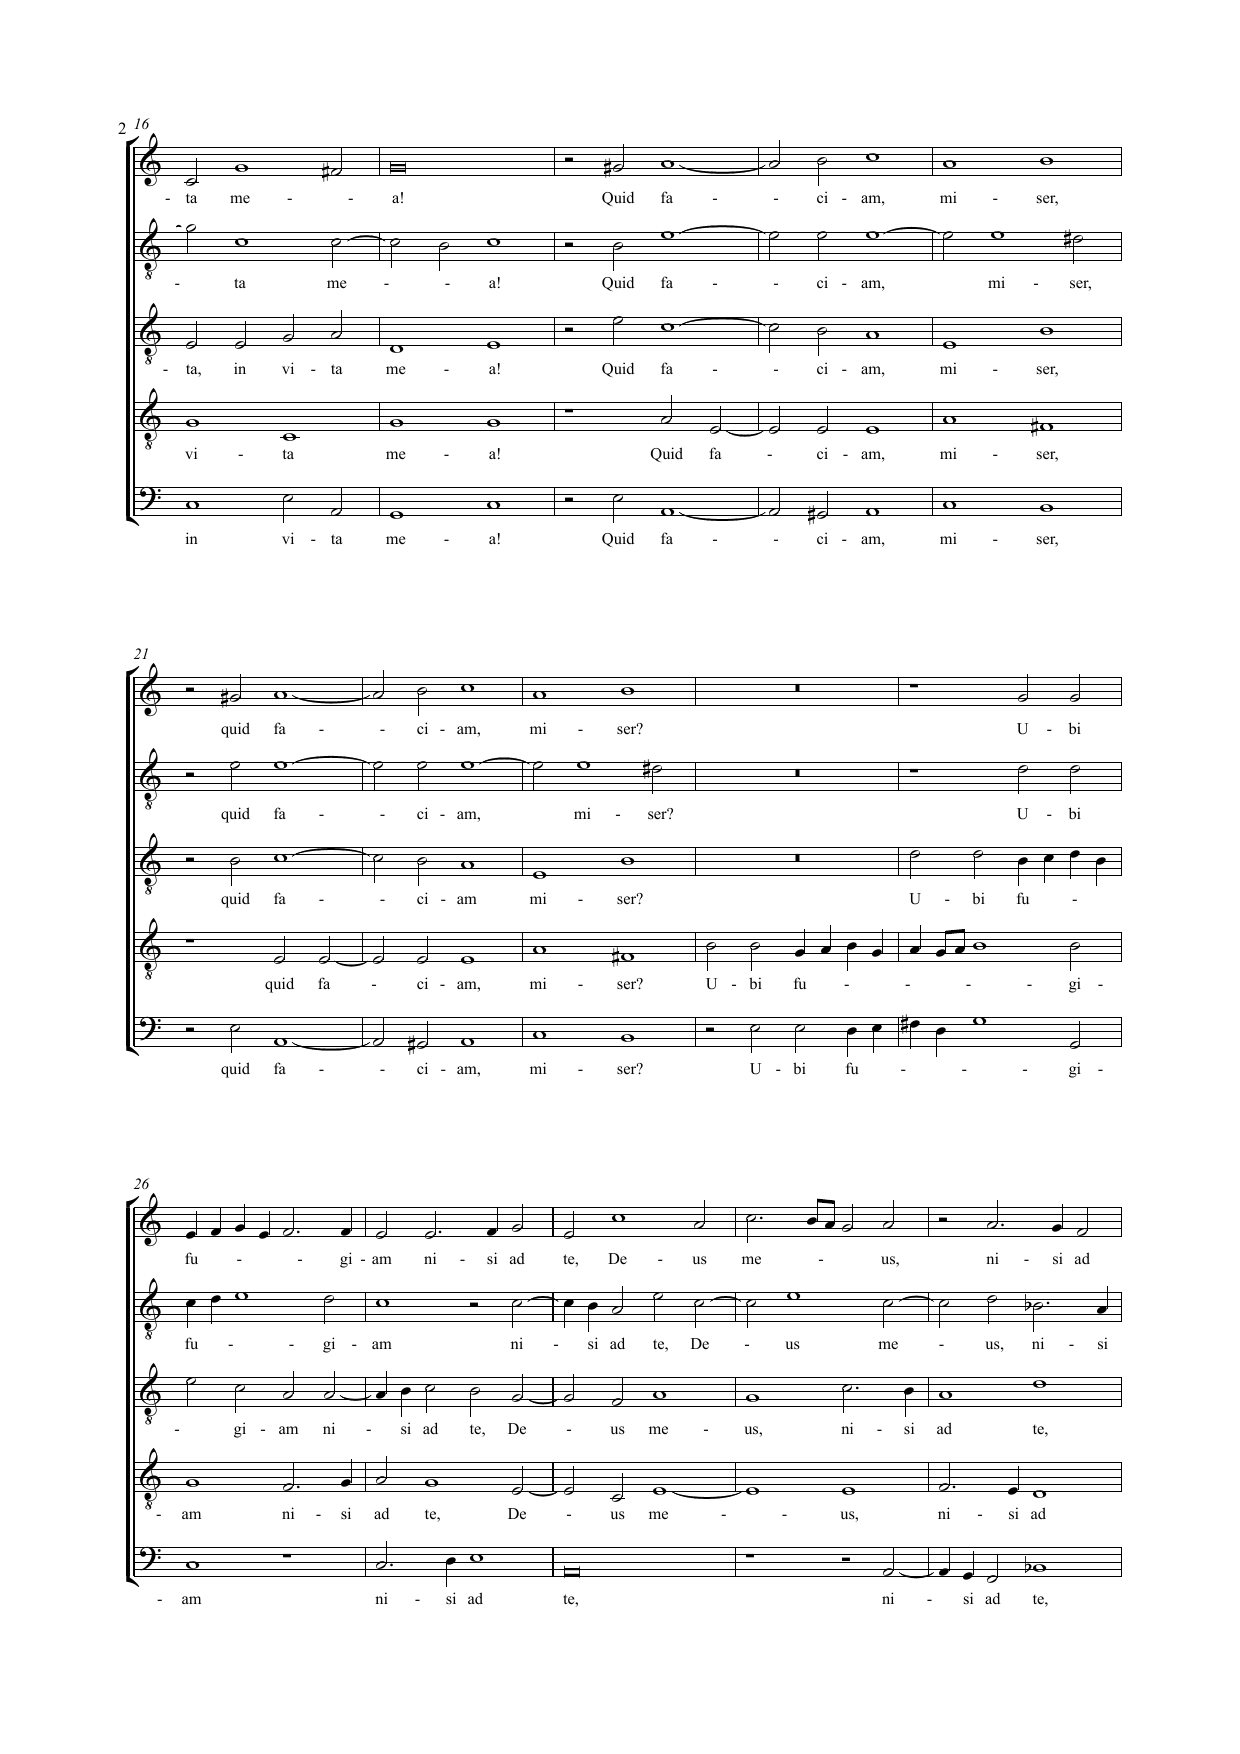 2 16
- ta me - - a! Quid fa - - ci - am, mi - ser,
- ta me - - a! Quid fa - - ci - am, mi - ser,
- ta, in vi - ta me - a! Quid fa - - ci - am, mi - ser,
vi - ta me - a! Quid fa - ci - am, mi - ser,
in vi - ta me - a! Quid fa - - ci - am, mi - ser,
21
quid fa - - ci - am, mi - ser? U - bi
quid fa - - ci - am, mi - ser? U - bi
quid fa - - ci - am mi - ser? U - bi fu -
quid fa - ci - am, mi - ser? U - bi fu - - - - gi -
quid fa - - ci - am, mi - ser? U - bi fu - - - gi -
26
fu - - - gi - am ni - si ad te, De - us me - - us, ni - si ad
fu - - gi - am ni - si ad te, De - us me - us, ni - si
- gi - am ni - si ad te, De - us me - us, ni - si ad te,
- am ni - si ad te, De - us me - - us, ni - si ad
- am ni - si ad te, ni - si ad te,